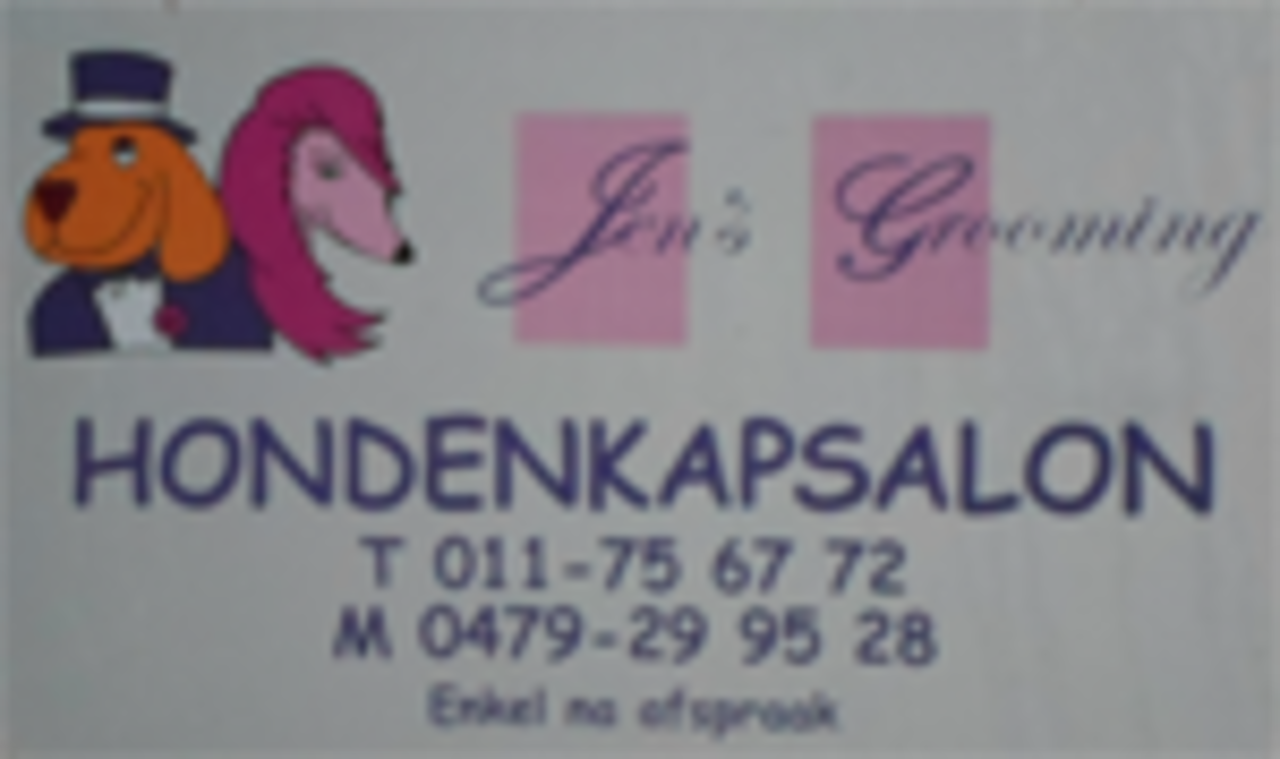 Jen's Grooming
HONDENKAPSALON
T 011-75 67 72
M 0479-29 95 28
Enkel na afspraak